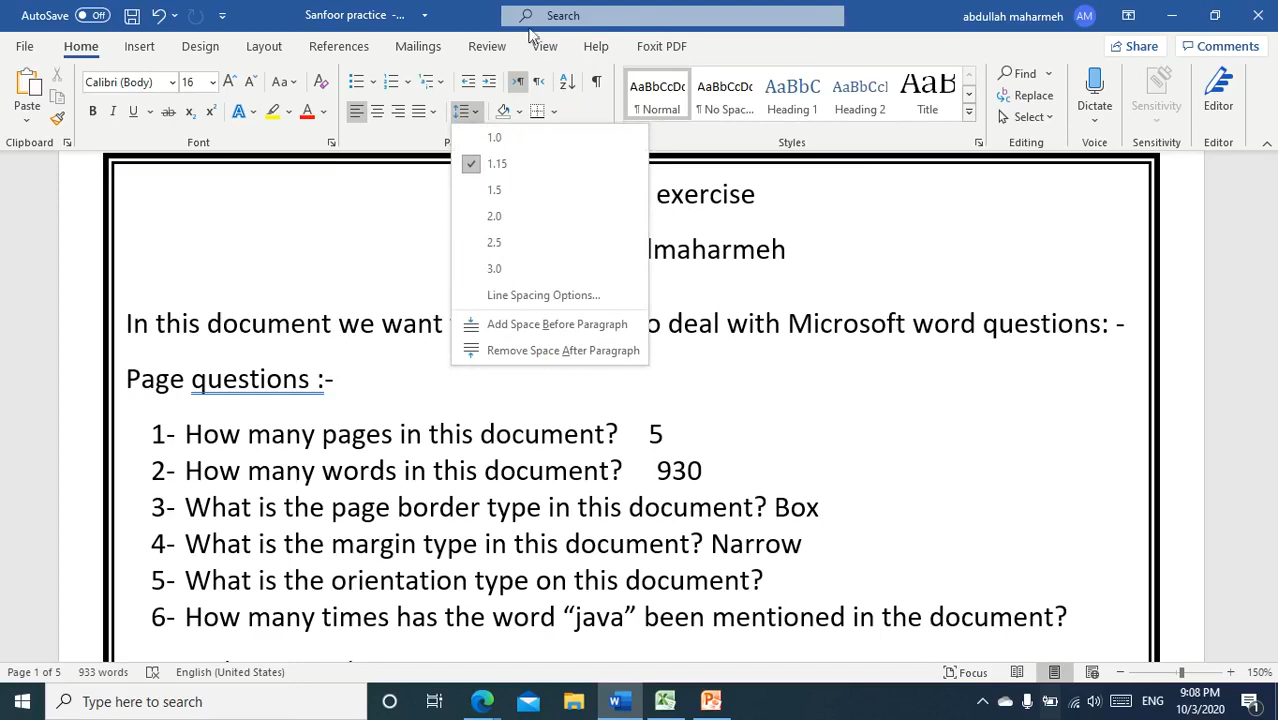 AutoSave Off Sanfoor practice -... Search abdullah maharmeh AM
File Home Insert Design Layout References Mailings Review View Help Foxit PDF Share Comments
Paste Calibri (Body) 16 A A Aa A
B I U ab x₂ x² A A
AaBbCcDc AaBbCcDc AaBbC AaBbCcI AaB
¶ Normal ¶ No Spac... Heading 1 Heading 2 Title
Find
Replace
Select
Dictate Sensitivity Editor
Clipboard Font Styles Voice Sensitivity Editor
1.0
1.15
1.5
2.0
2.5
3.0
Line Spacing Options...
Add Space Before Paragraph
Remove Space After Paragraph
exercise
lmaharmeh
In this document we want o deal with Microsoft word questions: -
Page questions :-
1- How many pages in this document? 5
2- How many words in this document? 930
3- What is the page border type in this document? Box
4- What is the margin type in this document? Narrow
5- What is the orientation type on this document?
6- How many times has the word “java” been mentioned in the document?
Page 1 of 5 933 words English (United States) Focus 150%
Type here to search ENG 9:08 PM
10/3/2020 1